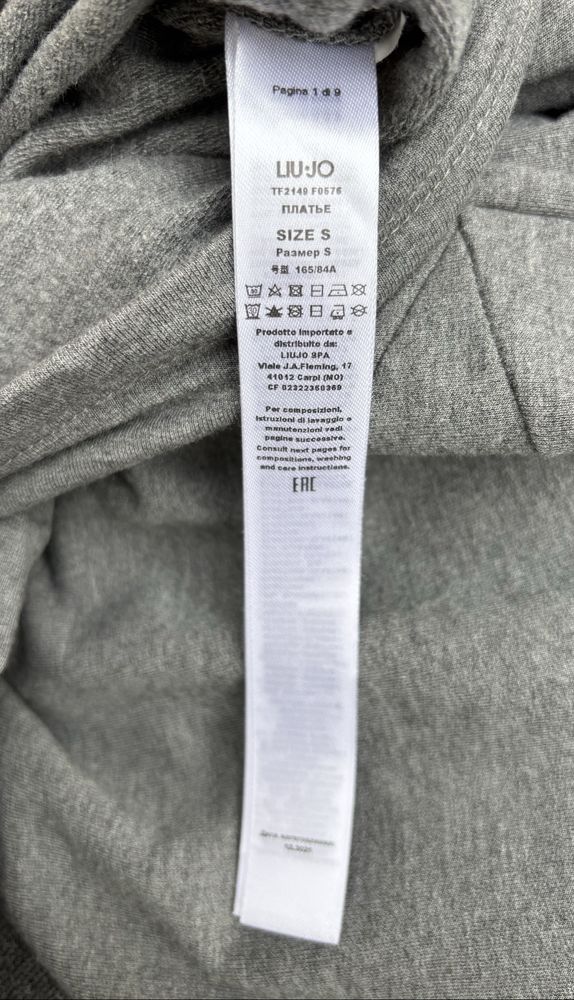 Pagina 1 di 9
LIU·JO
TF2149 F0576
ПЛАТЬЕ
SIZE S
Размер S
号型 165/84A
Prodotto importato e
distribuito da:
LIUJO SPA
Viale J.A.Fleming, 17
41012 Carpi (MO)
CF 02322350369
Per composizioni,
istruzioni di lavaggio e
manutenzioni vedi
pagine successive.
Consult next pages for
compositions, washing
and care instructions.
EAC